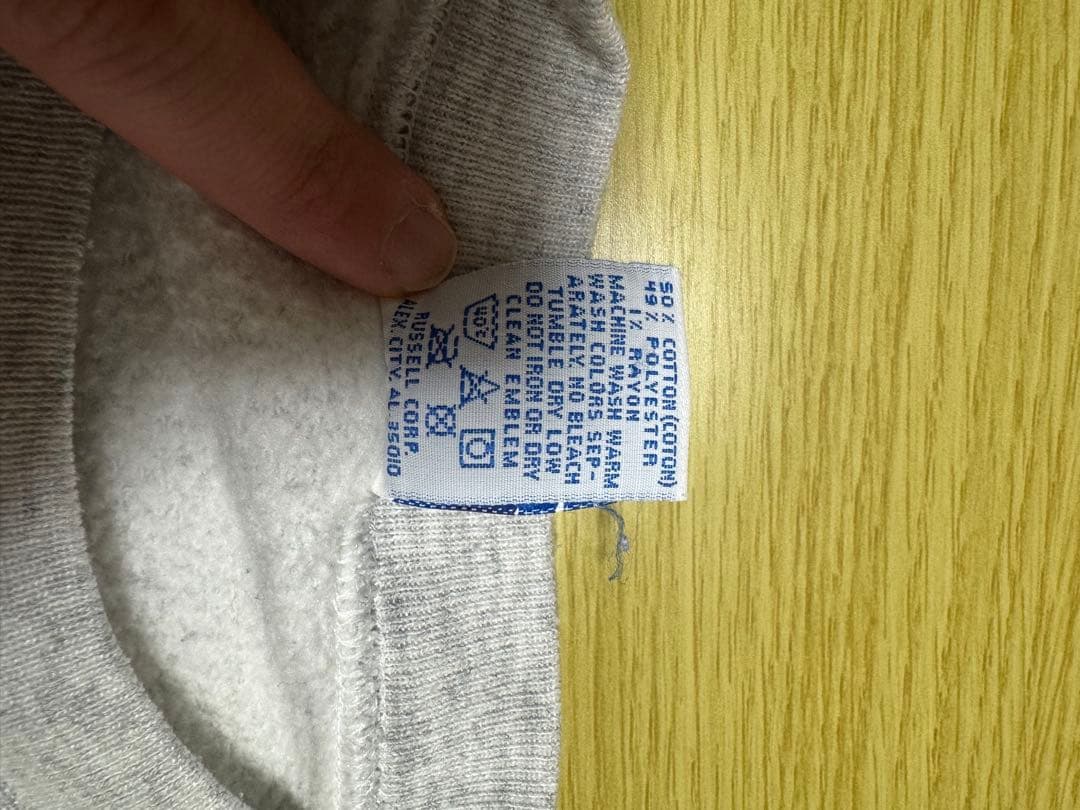 50% COTTON(COTON)
49% POLYESTER
1% RAYON
MACHINE WASH WARM
WASH COLORS SEP-
ARATELY NO BLEACH
TUMBLE DRY LOW
DO NOT IRON OR DRY
CLEAN EMBLEM
40°
RUSSELL CORP.
ALEX. CITY, AL. 35010